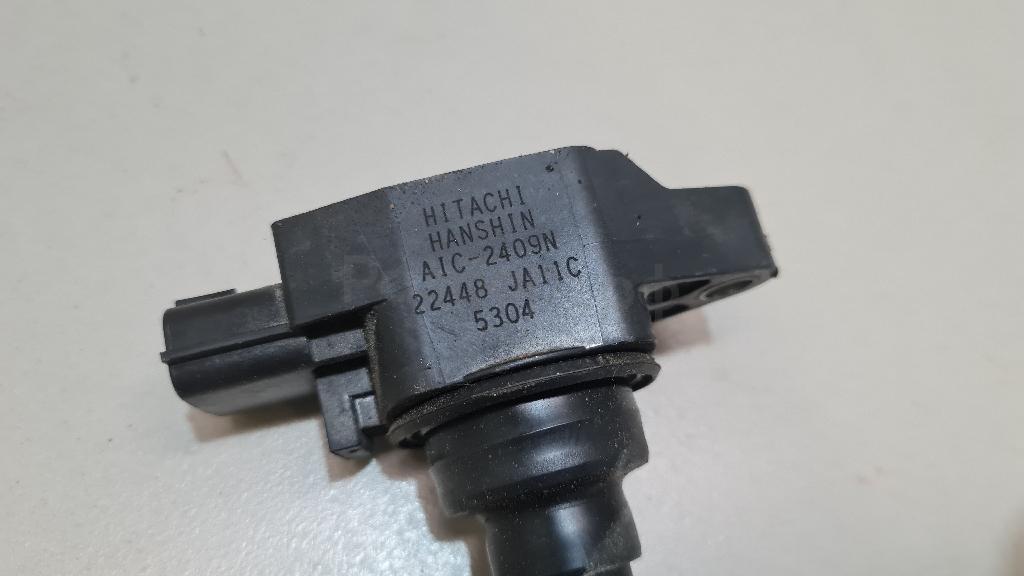 HITACHI
HANSHIN
AIC-2409N
22448 JA11C
5304